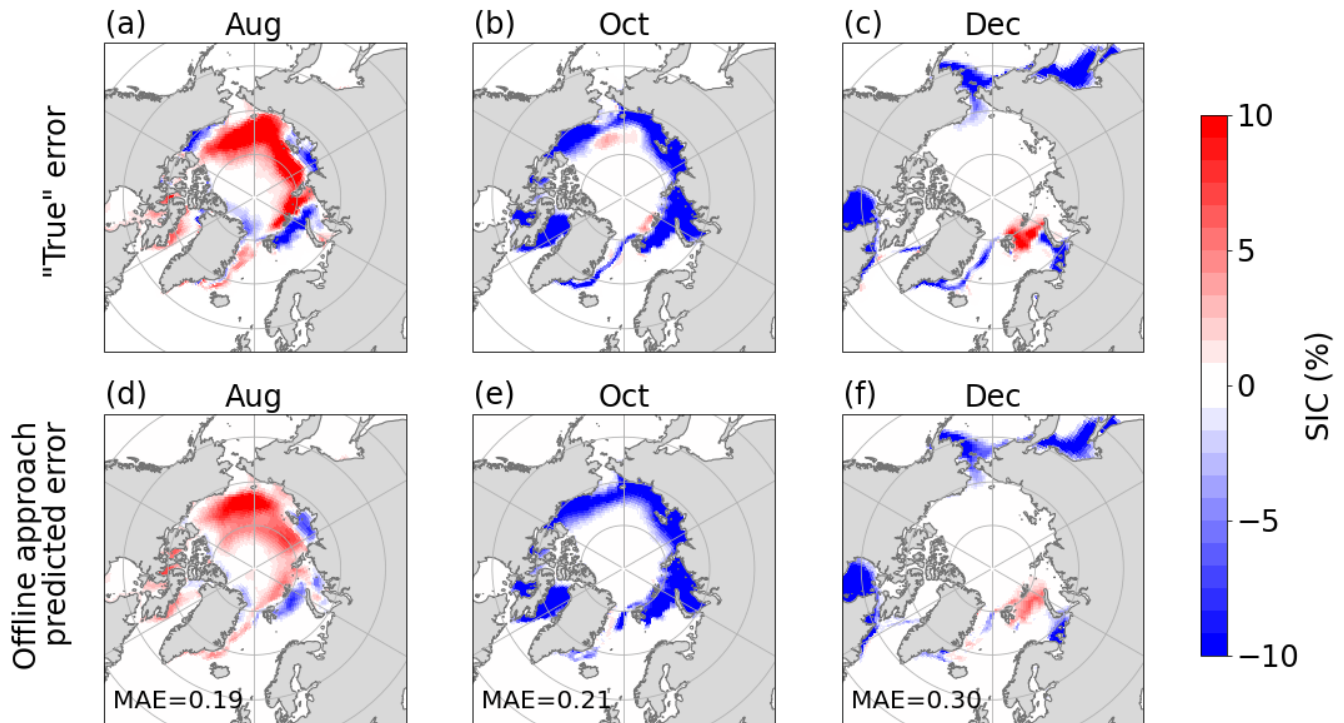 (a) Aug
(b) Oct
(c) Dec
"True" error
(d) Aug
(e) Oct
(f) Dec
Offline approach
predicted error
MAE=0.19
MAE=0.21
MAE=0.30
10
5
0
−5
−10
SIC (%)